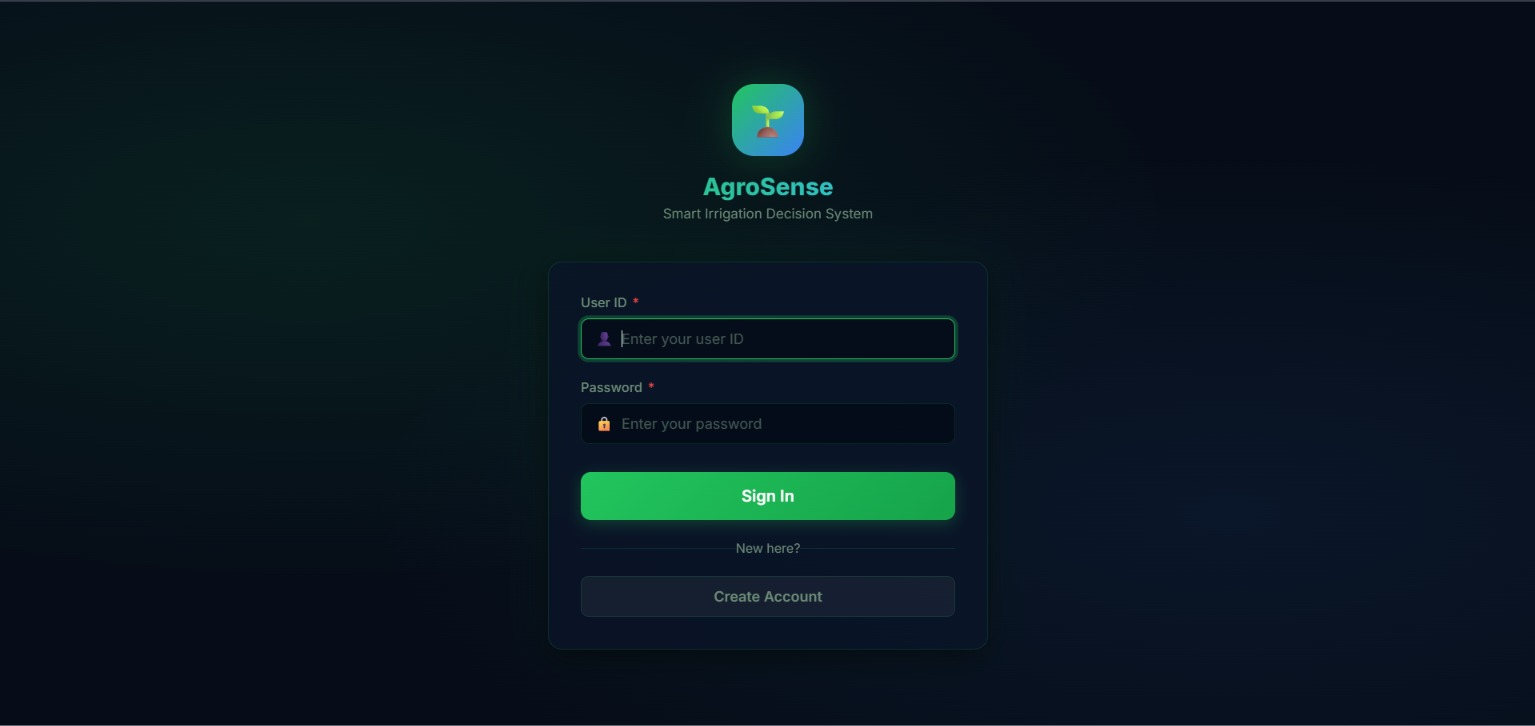 AgroSense
Smart Irrigation Decision System
User ID *
Enter your user ID
Password *
Enter your password
Sign In
New here?
Create Account